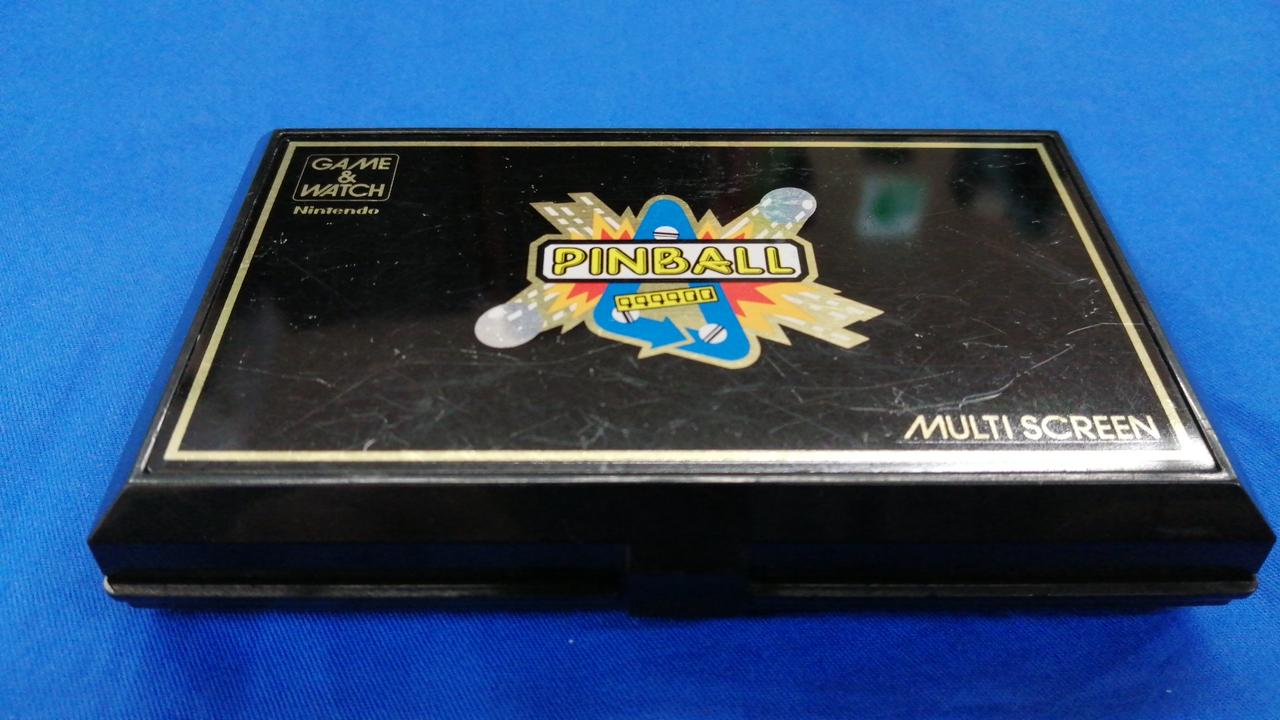 GAME
&
WATCH
Nintendo
PINBALL
MULTI SCREEN